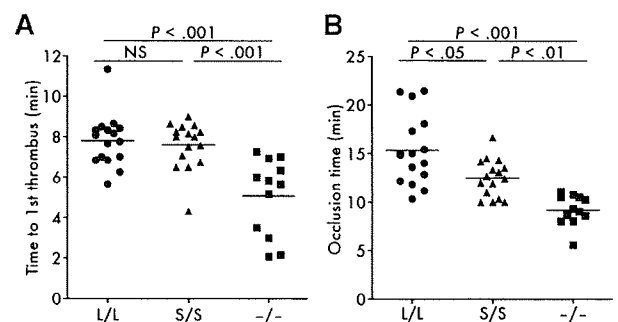 A
P < .001
NS
P < .001
12
10
8
6
4
2
0
Time to 1st thrombus (min)
L/L
S/S
-/-
B
P < .001
P < .05
P < .01
25
20
15
10
5
0
Occlusion time (min)
L/L
S/S
-/-